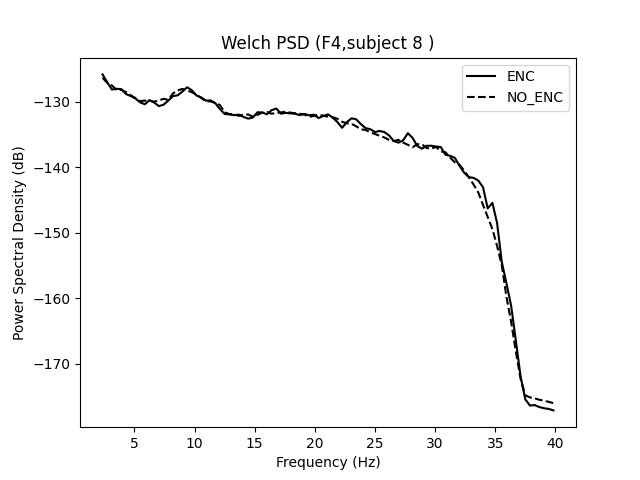 Welch PSD (F4,subject 8 )
ENC
NO_ENC
Power Spectral Density (dB)
−130
−140
−150
−160
−170
5 10 15 20 25 30 35 40
Frequency (Hz)